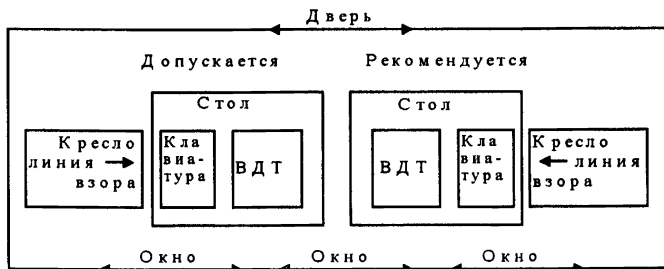 Дверь
Допускается
Рекомендуется
Стол
Стол
Кресло
линия
взора
Кла
виа-
тура
ВДТ
ВДТ
Кла
виа-
тура
Кресло
линия
взора
Окно
Окно
Окно